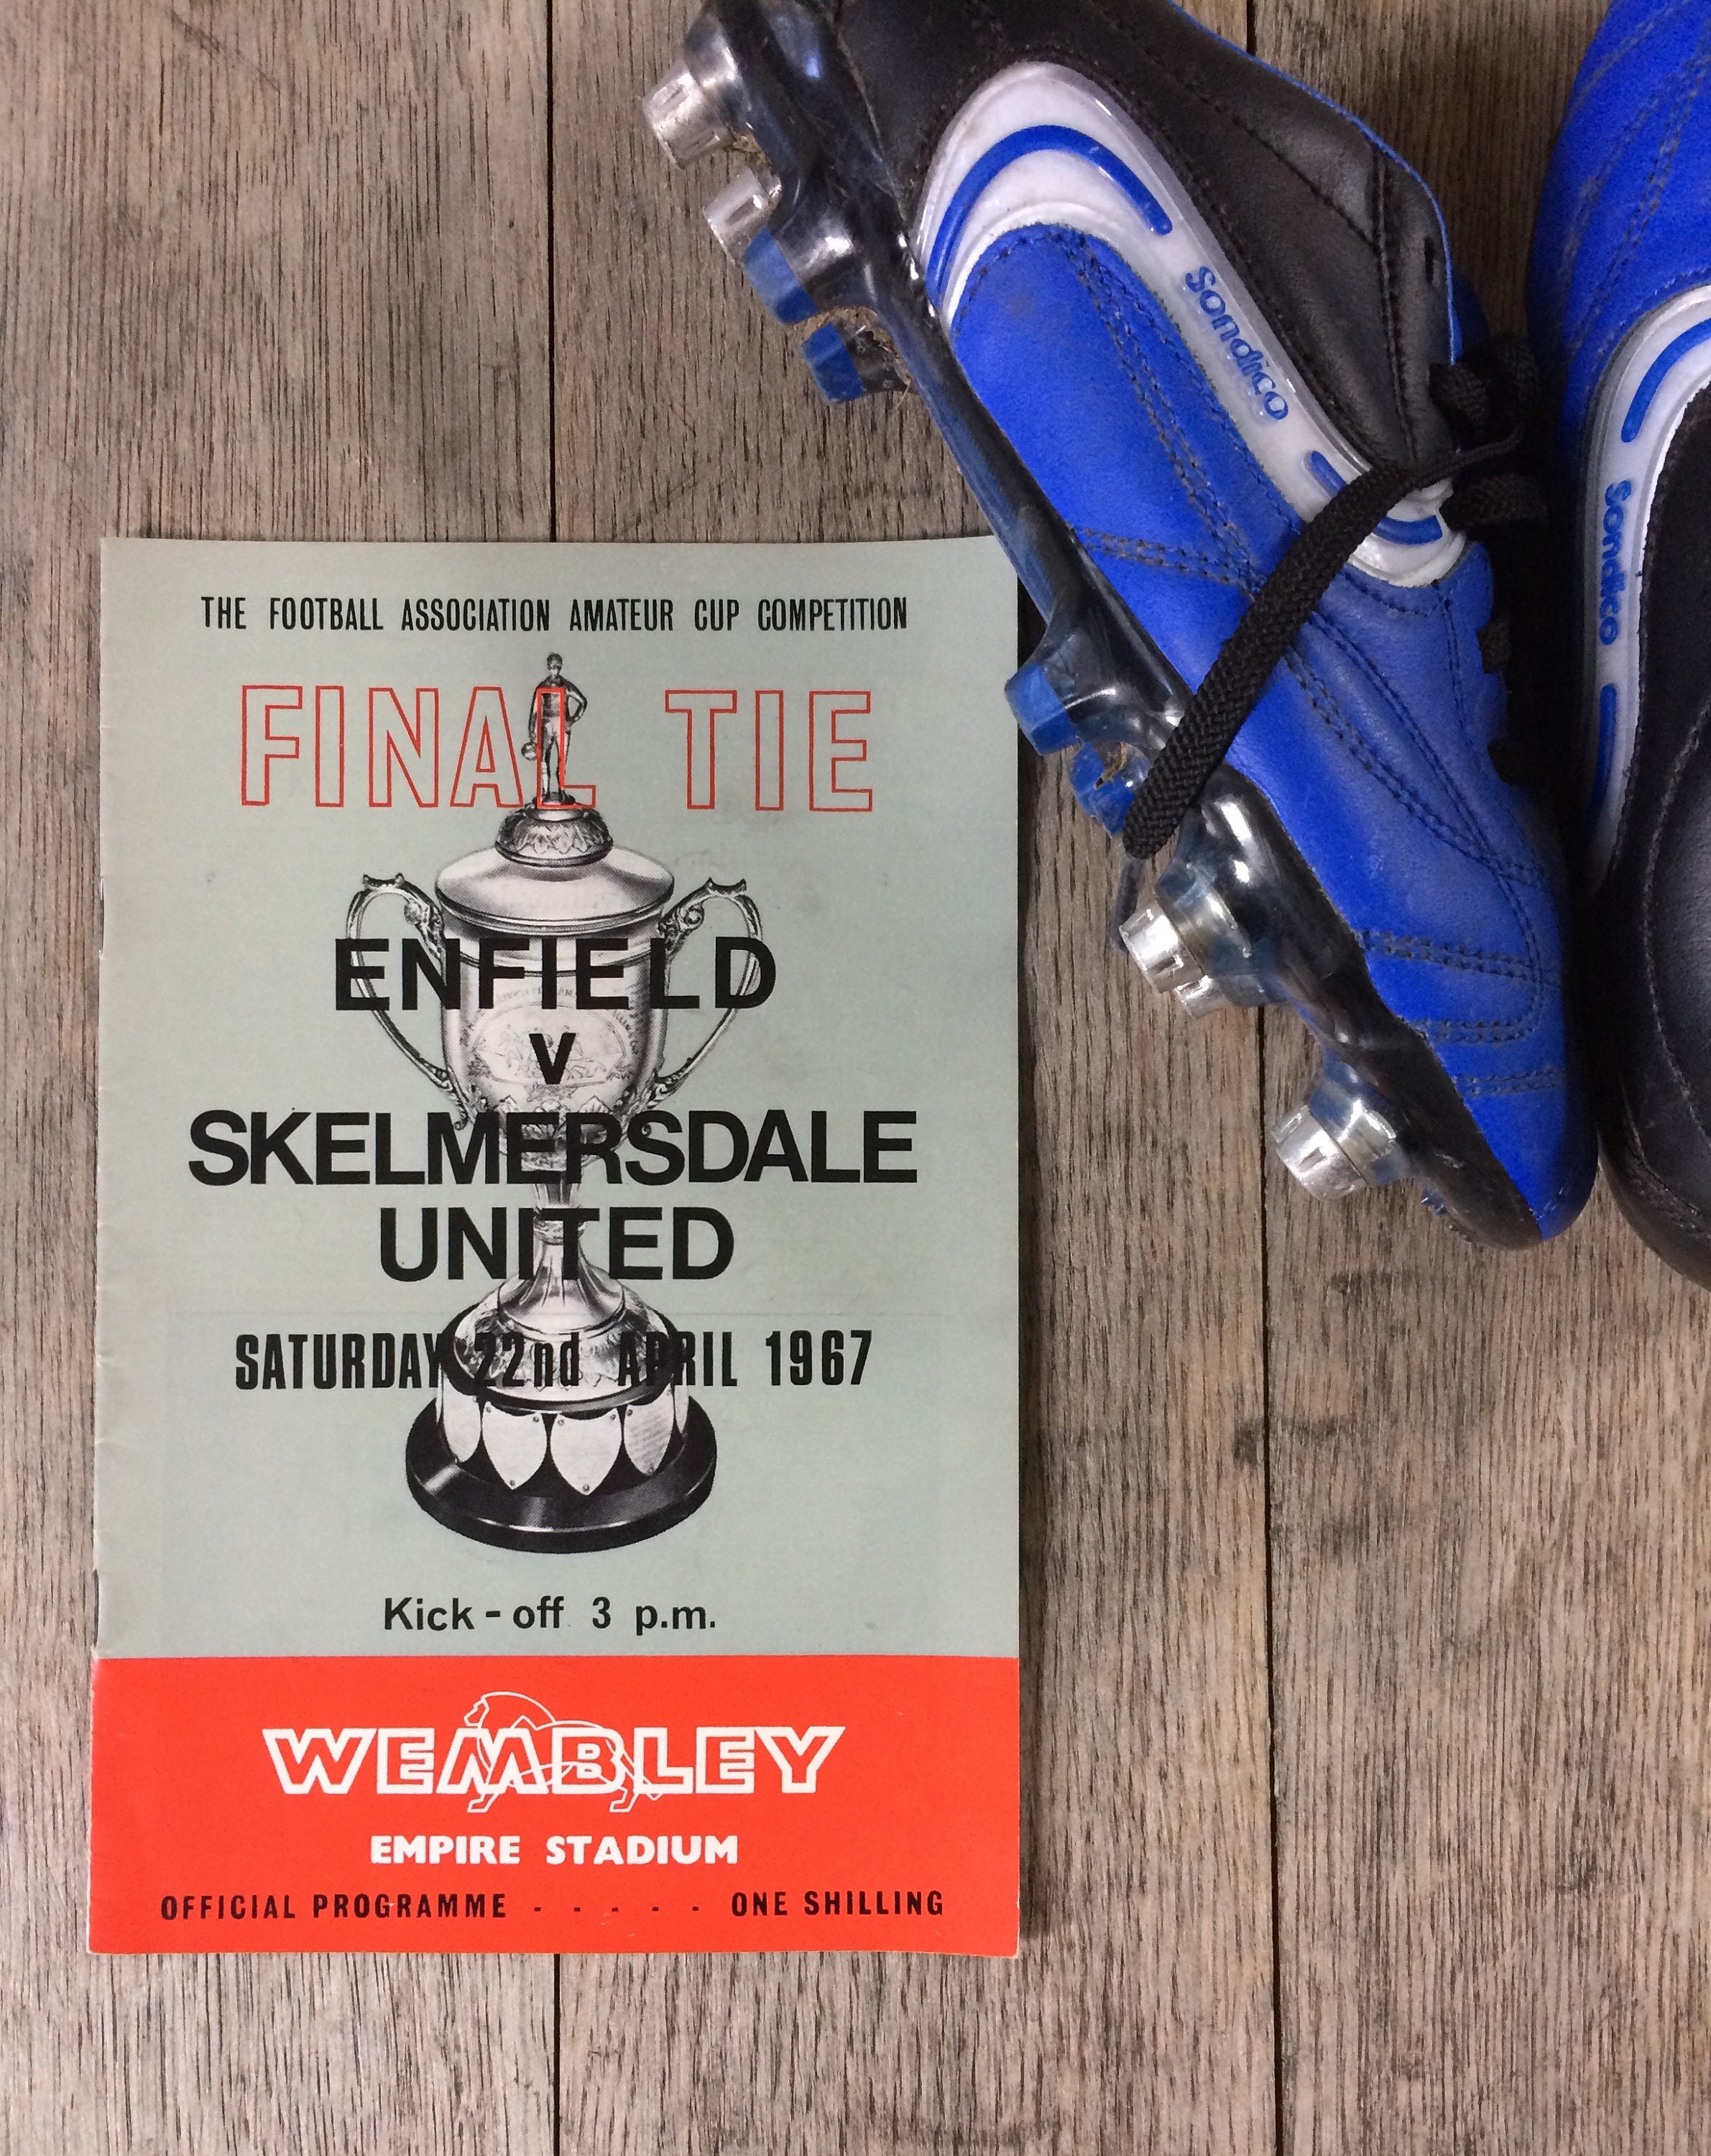 THE FOOTBALL ASSOCIATION AMATEUR CUP COMPETITION
FINAL TIE
ENFIELD
V
SKELMERSDALE
UNITED
SATURDAY 22nd APRIL 1967
Kick-off 3 p.m.
WEMBLEY
EMPIRE STADIUM
OFFICIAL PROGRAMME - - - - - ONE SHILLING
Sondico
Sondico